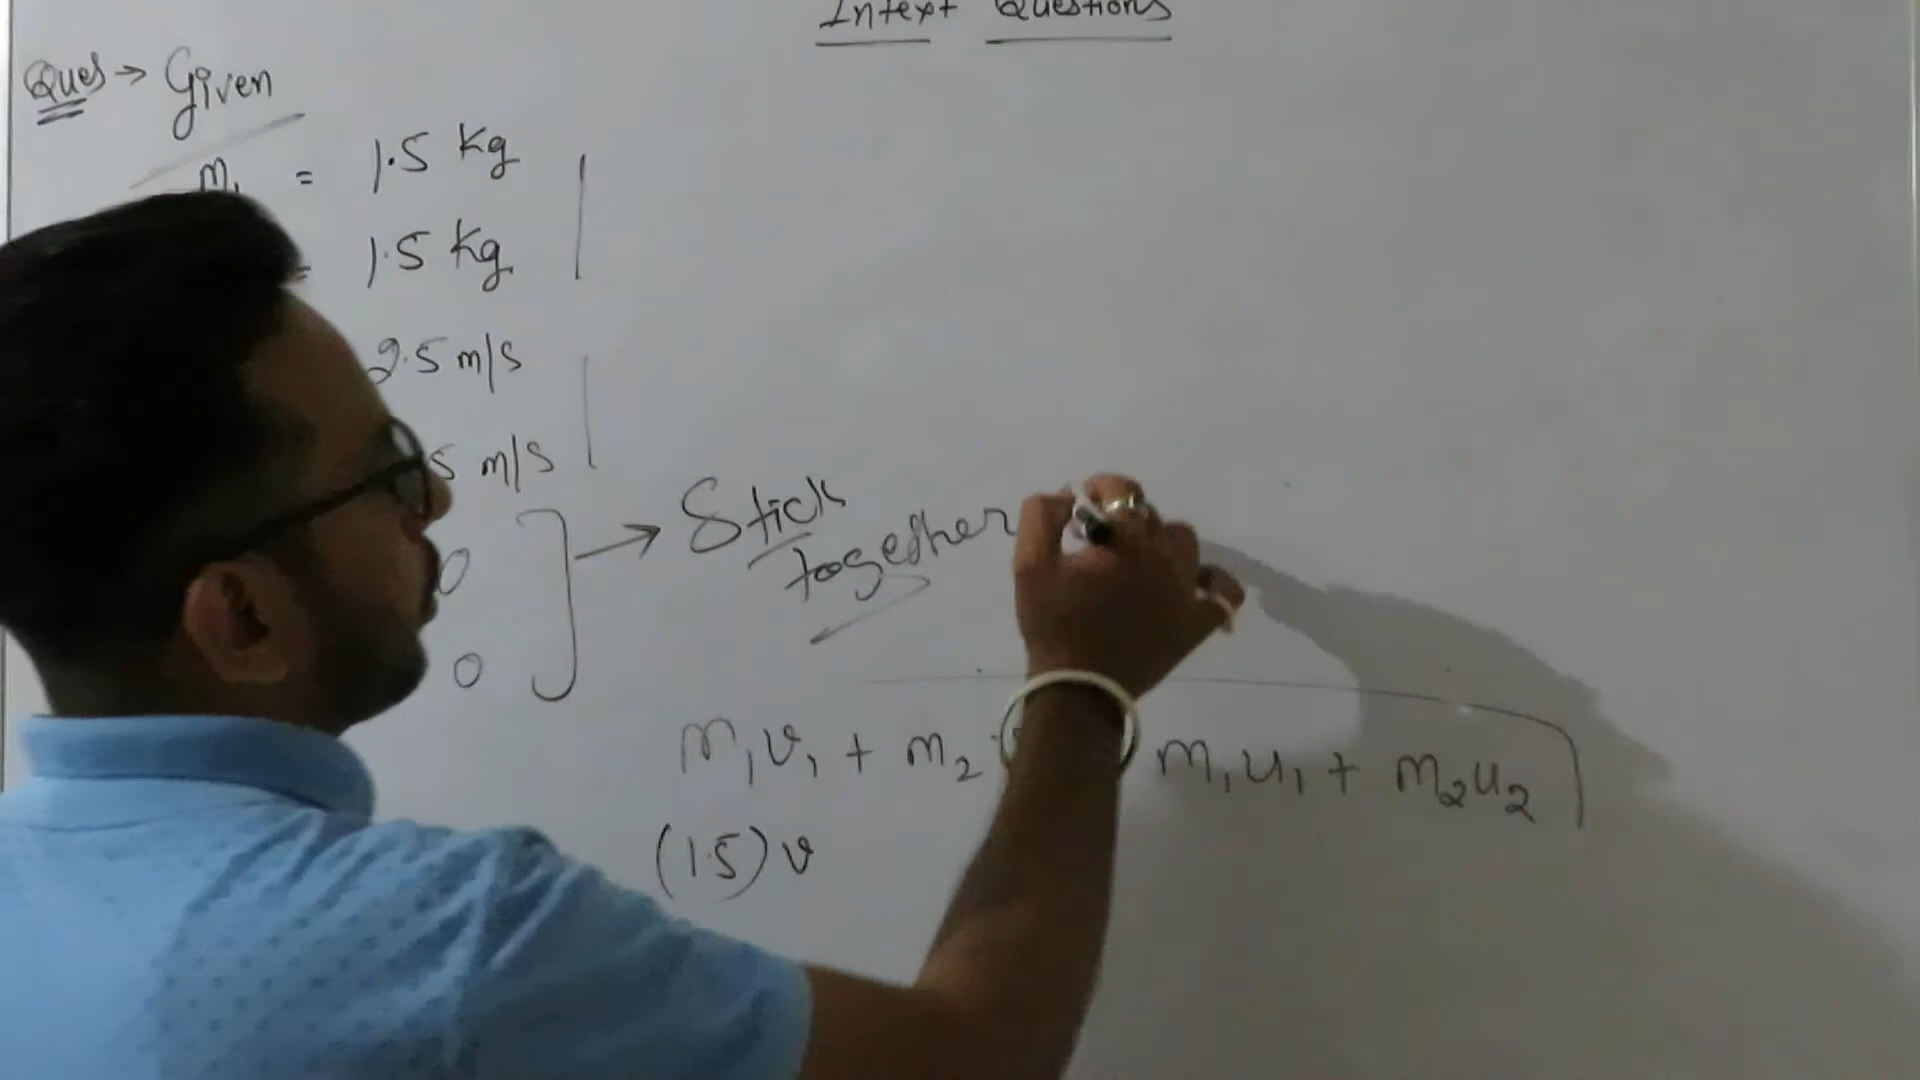 Intext Questions
Ques → Given
m₁ = 1.5 Kg
= 1.5 Kg
2.5 m/s
5 m/s
0
0
→ Stick
together
m₁v₁ + m₂ m₁u₁ + m₂u₂
(1.5) v